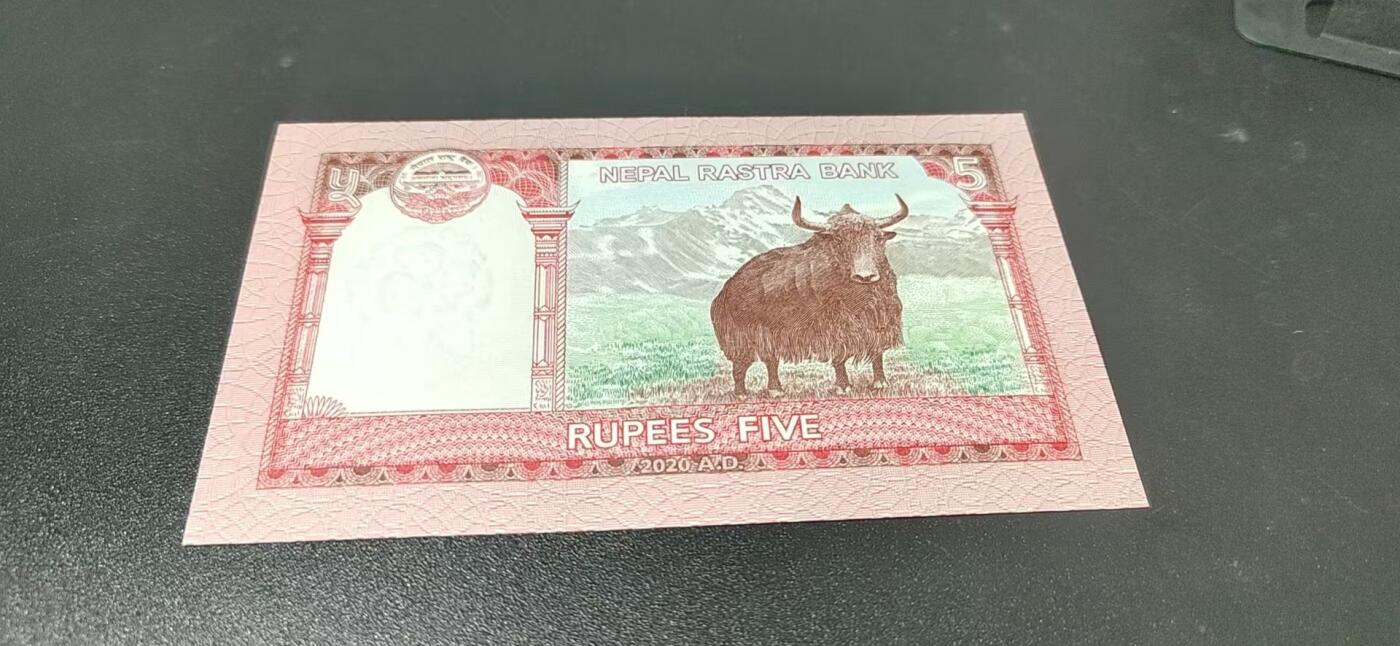 नेपाल राष्ट्र बैंक
NEPAL RASTRA BANK
५
5
RUPEES FIVE
2020 A.D.